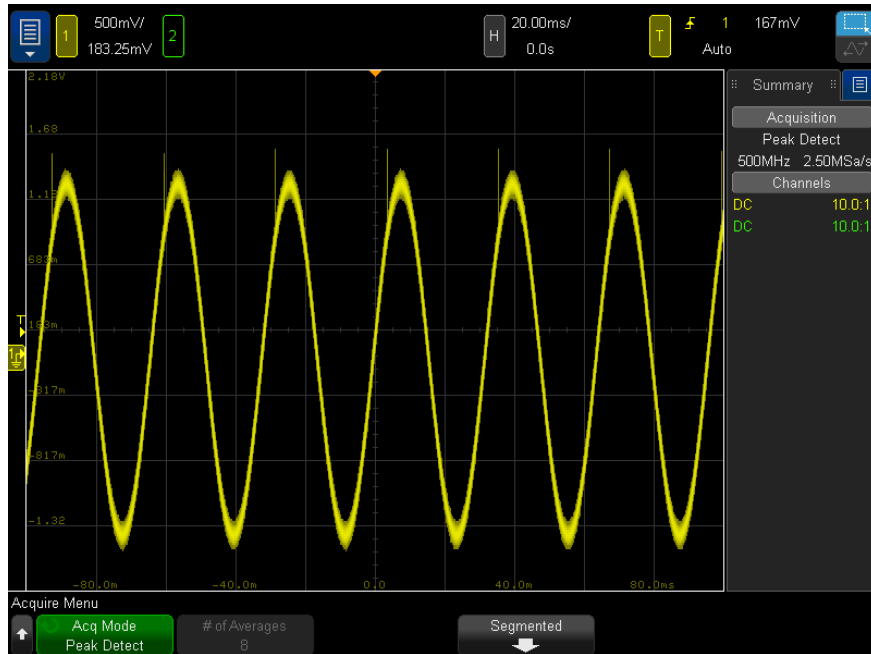 1 500mV/ 183.25mV 2 H 20.00ms/ 0.0s T 1 167mV Auto
2.18V
1.68
683m
183m
-317m
-817m
-1.32
-80.0m -40.0m 0.0 40.0m 80.0ms
T
1
Summary
Acquisition
Peak Detect
500MHz 2.50MSa/s
Channels
DC 10.0:1
DC 10.0:1
Acquire Menu
Acq Mode
Peak Detect
# of Averages
8
Segmented